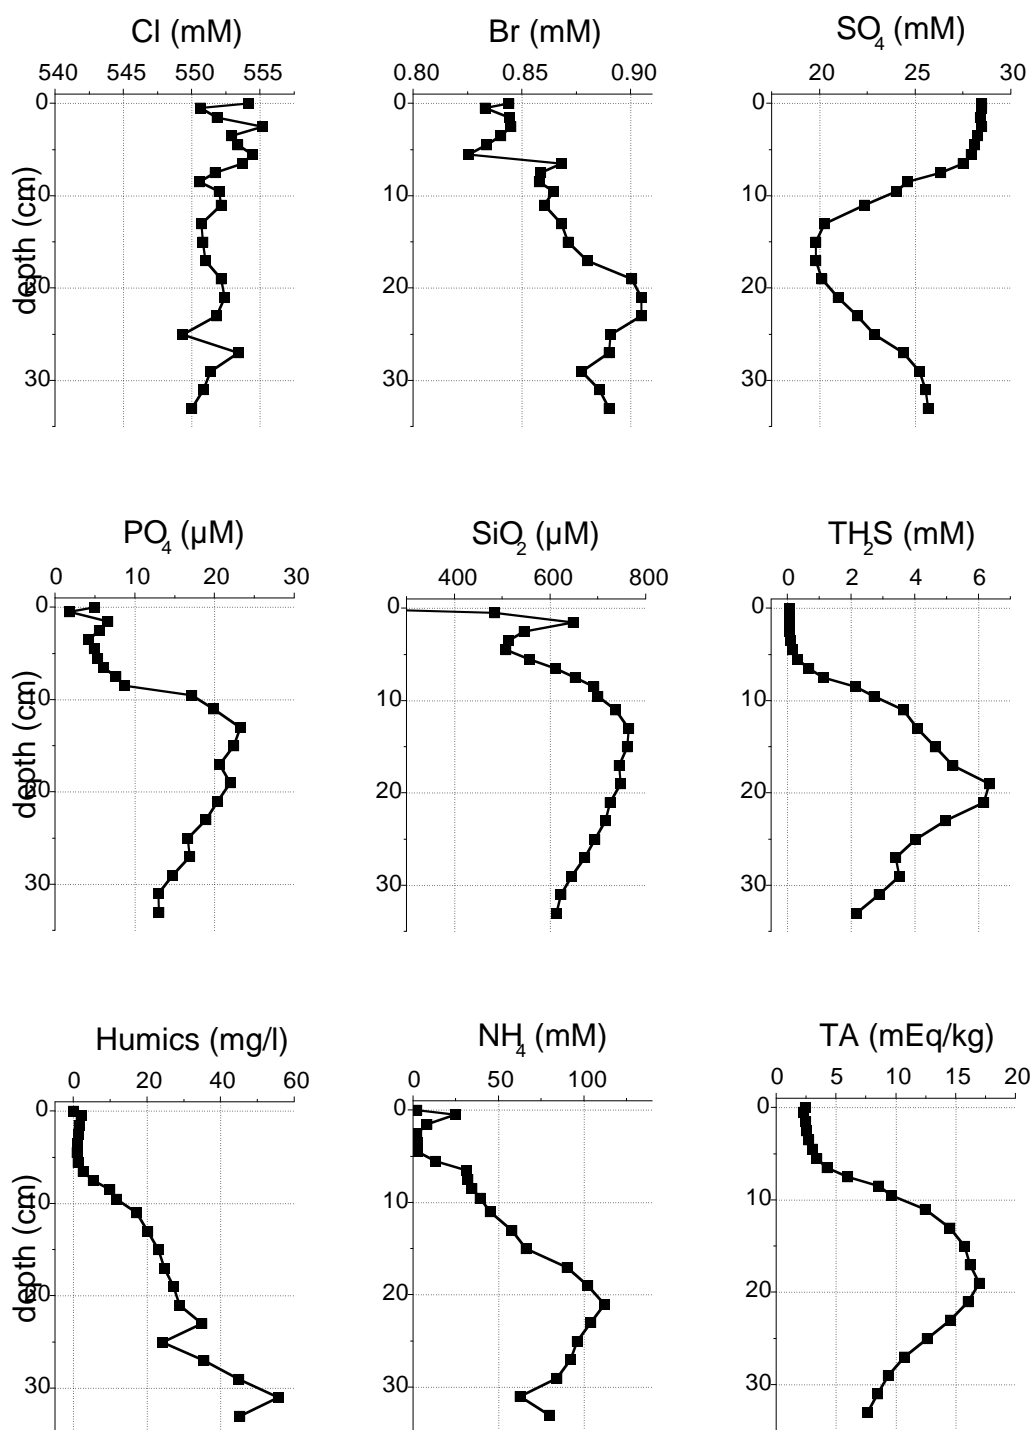 Cl (mM)
Br (mM)
SO4 (mM)
540 545 550 555
0.80 0.85 0.90
20 25 30
0
10
20
30
depth (cm)
0
10
20
30
0
10
20
30
PO4 (µM)
SiO2 (µM)
TH2S (mM)
0 10 20 30
400 600 800
0 2 4 6
0
10
20
30
depth (cm)
0
10
20
30
0
10
20
30
Humics (mg/l)
NH4 (mM)
TA (mEq/kg)
0 20 40 60
0 50 100
0 5 10 15 20
0
10
20
30
depth (cm)
0
10
20
30
0
10
20
30